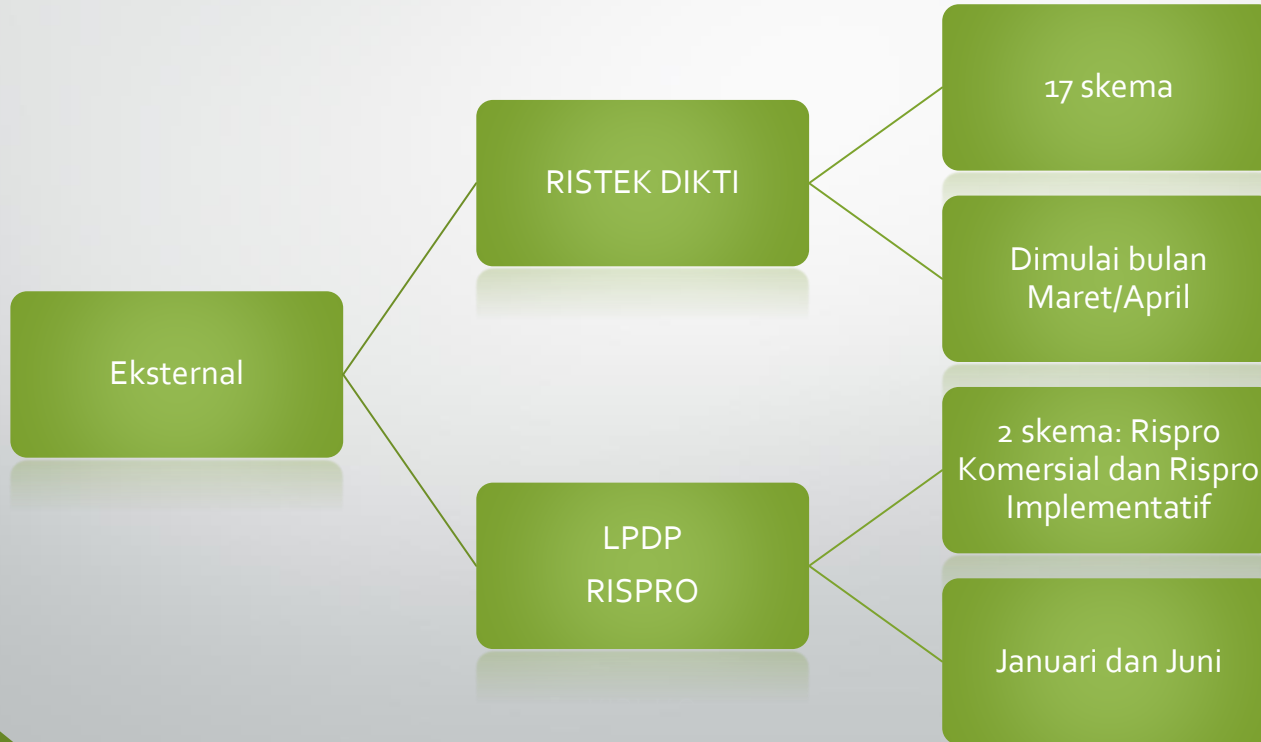 Eksternal
RISTEK DIKTI
17 skema
Dimulai bulan
Maret/April
LPDP
RISPRO
2 skema: Rispro
Komersial dan Rispro
Implementatif
Januari dan Juni